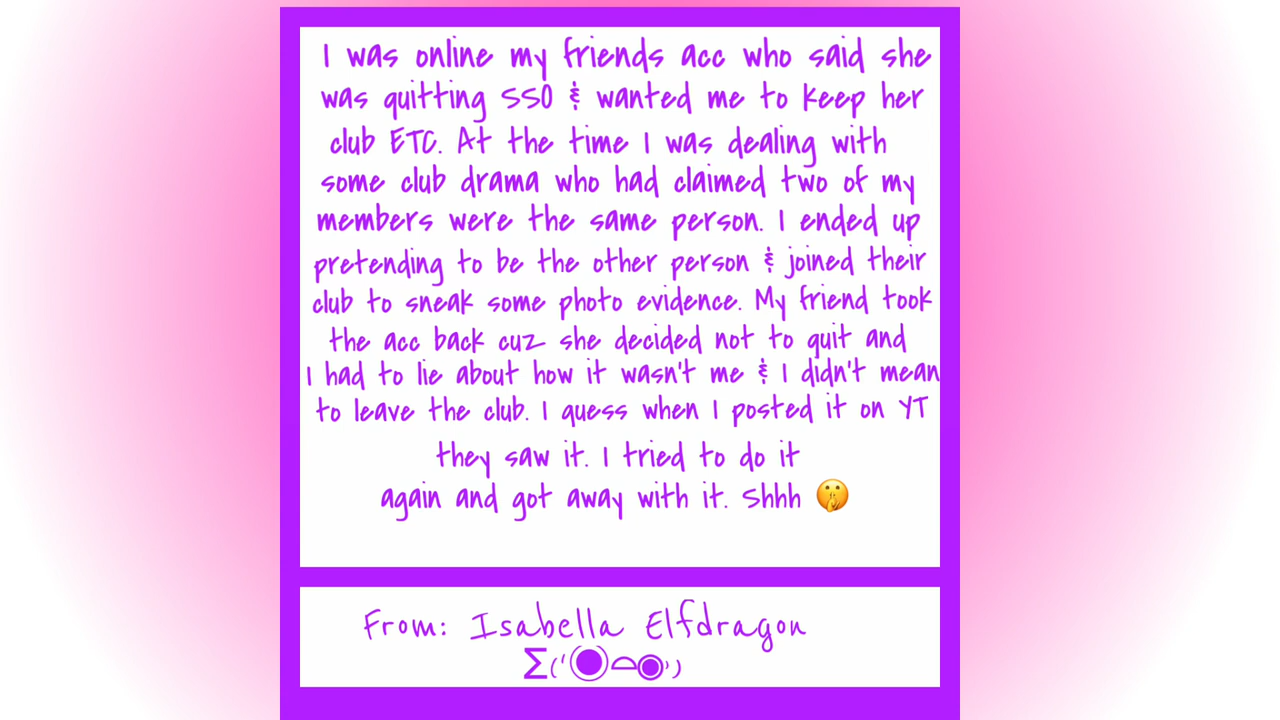 I was online my friends acc who said she
was quitting SSO & wanted me to keep her
club ETC. At the time I was dealing with
some club drama who had claimed two of my
members were the same person. I ended up
pretending to be the other person & joined their
club to sneak some photo evidence. My friend took
the acc back cuz she decided not to quit and
I had to lie about how it wasn't me & I didn't mean
to leave the club. I guess when I posted it on YT
they saw it. I tried to do it
again and got away with it. Shhh 🤫
From: Isabella Elfdragon
Σ(‘◉⌓◉’)